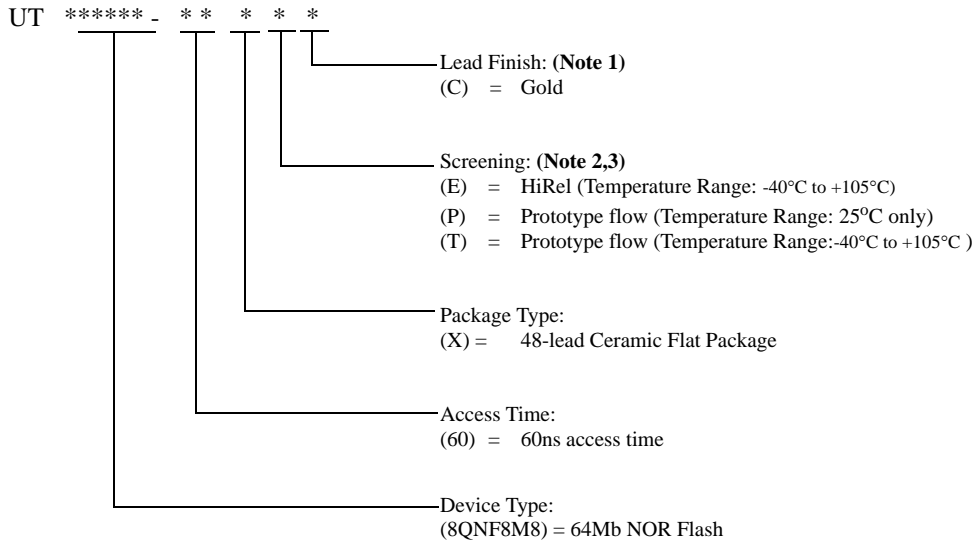 UT ****** - ** * * *
Lead Finish: (Note 1)
(C) = Gold
Screening: (Note 2,3)
(E) = HiRel (Temperature Range: -40°C to +105°C)
(P) = Prototype flow (Temperature Range: 25°C only)
(T) = Prototype flow (Temperature Range:-40°C to +105°C )
Package Type:
(X) = 48-lead Ceramic Flat Package
Access Time:
(60) = 60ns access time
Device Type:
(8QNF8M8) = 64Mb NOR Flash